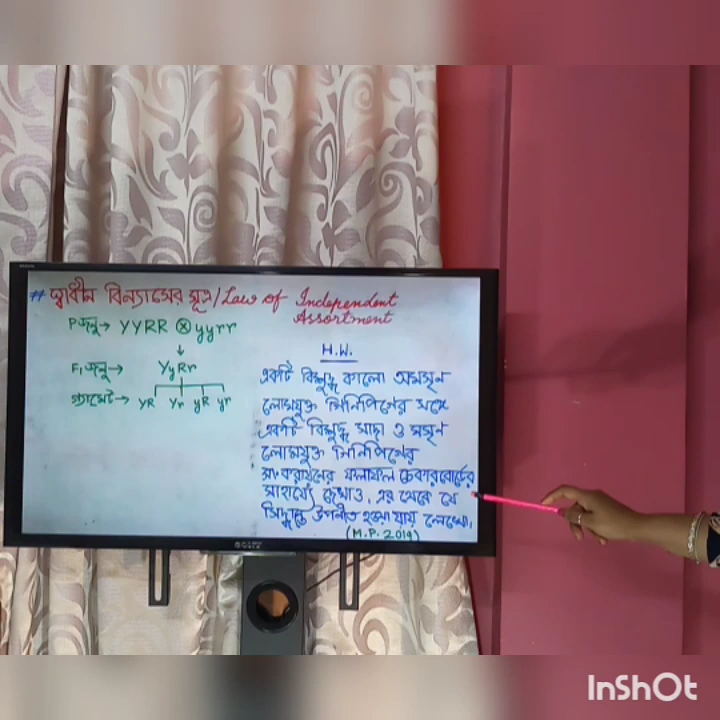 # স্বাধীন বিন্যাসের সূত্র / Law of Independent Assortment
P জনু → YYRR ⊗ yyrr
↓
F₁ জনু → YyRr
গ্যামেট → YR Yr yR yr
H.W.
একটি বিশুদ্ধ কালো অমসৃণ
লোমযুক্ত গিনিপিগের সঙ্গে
একটি বিশুদ্ধ সাদা ও মসৃণ
লোমযুক্ত গিনিপিগের
সংকরায়নের ফলাফল চেকারবোর্ডের
সাহায্যে দেখাও, এর থেকে যে
সিদ্ধান্তে উপনীত হওয়া যায় লেখো।
(M.P. 2019)
InShOt